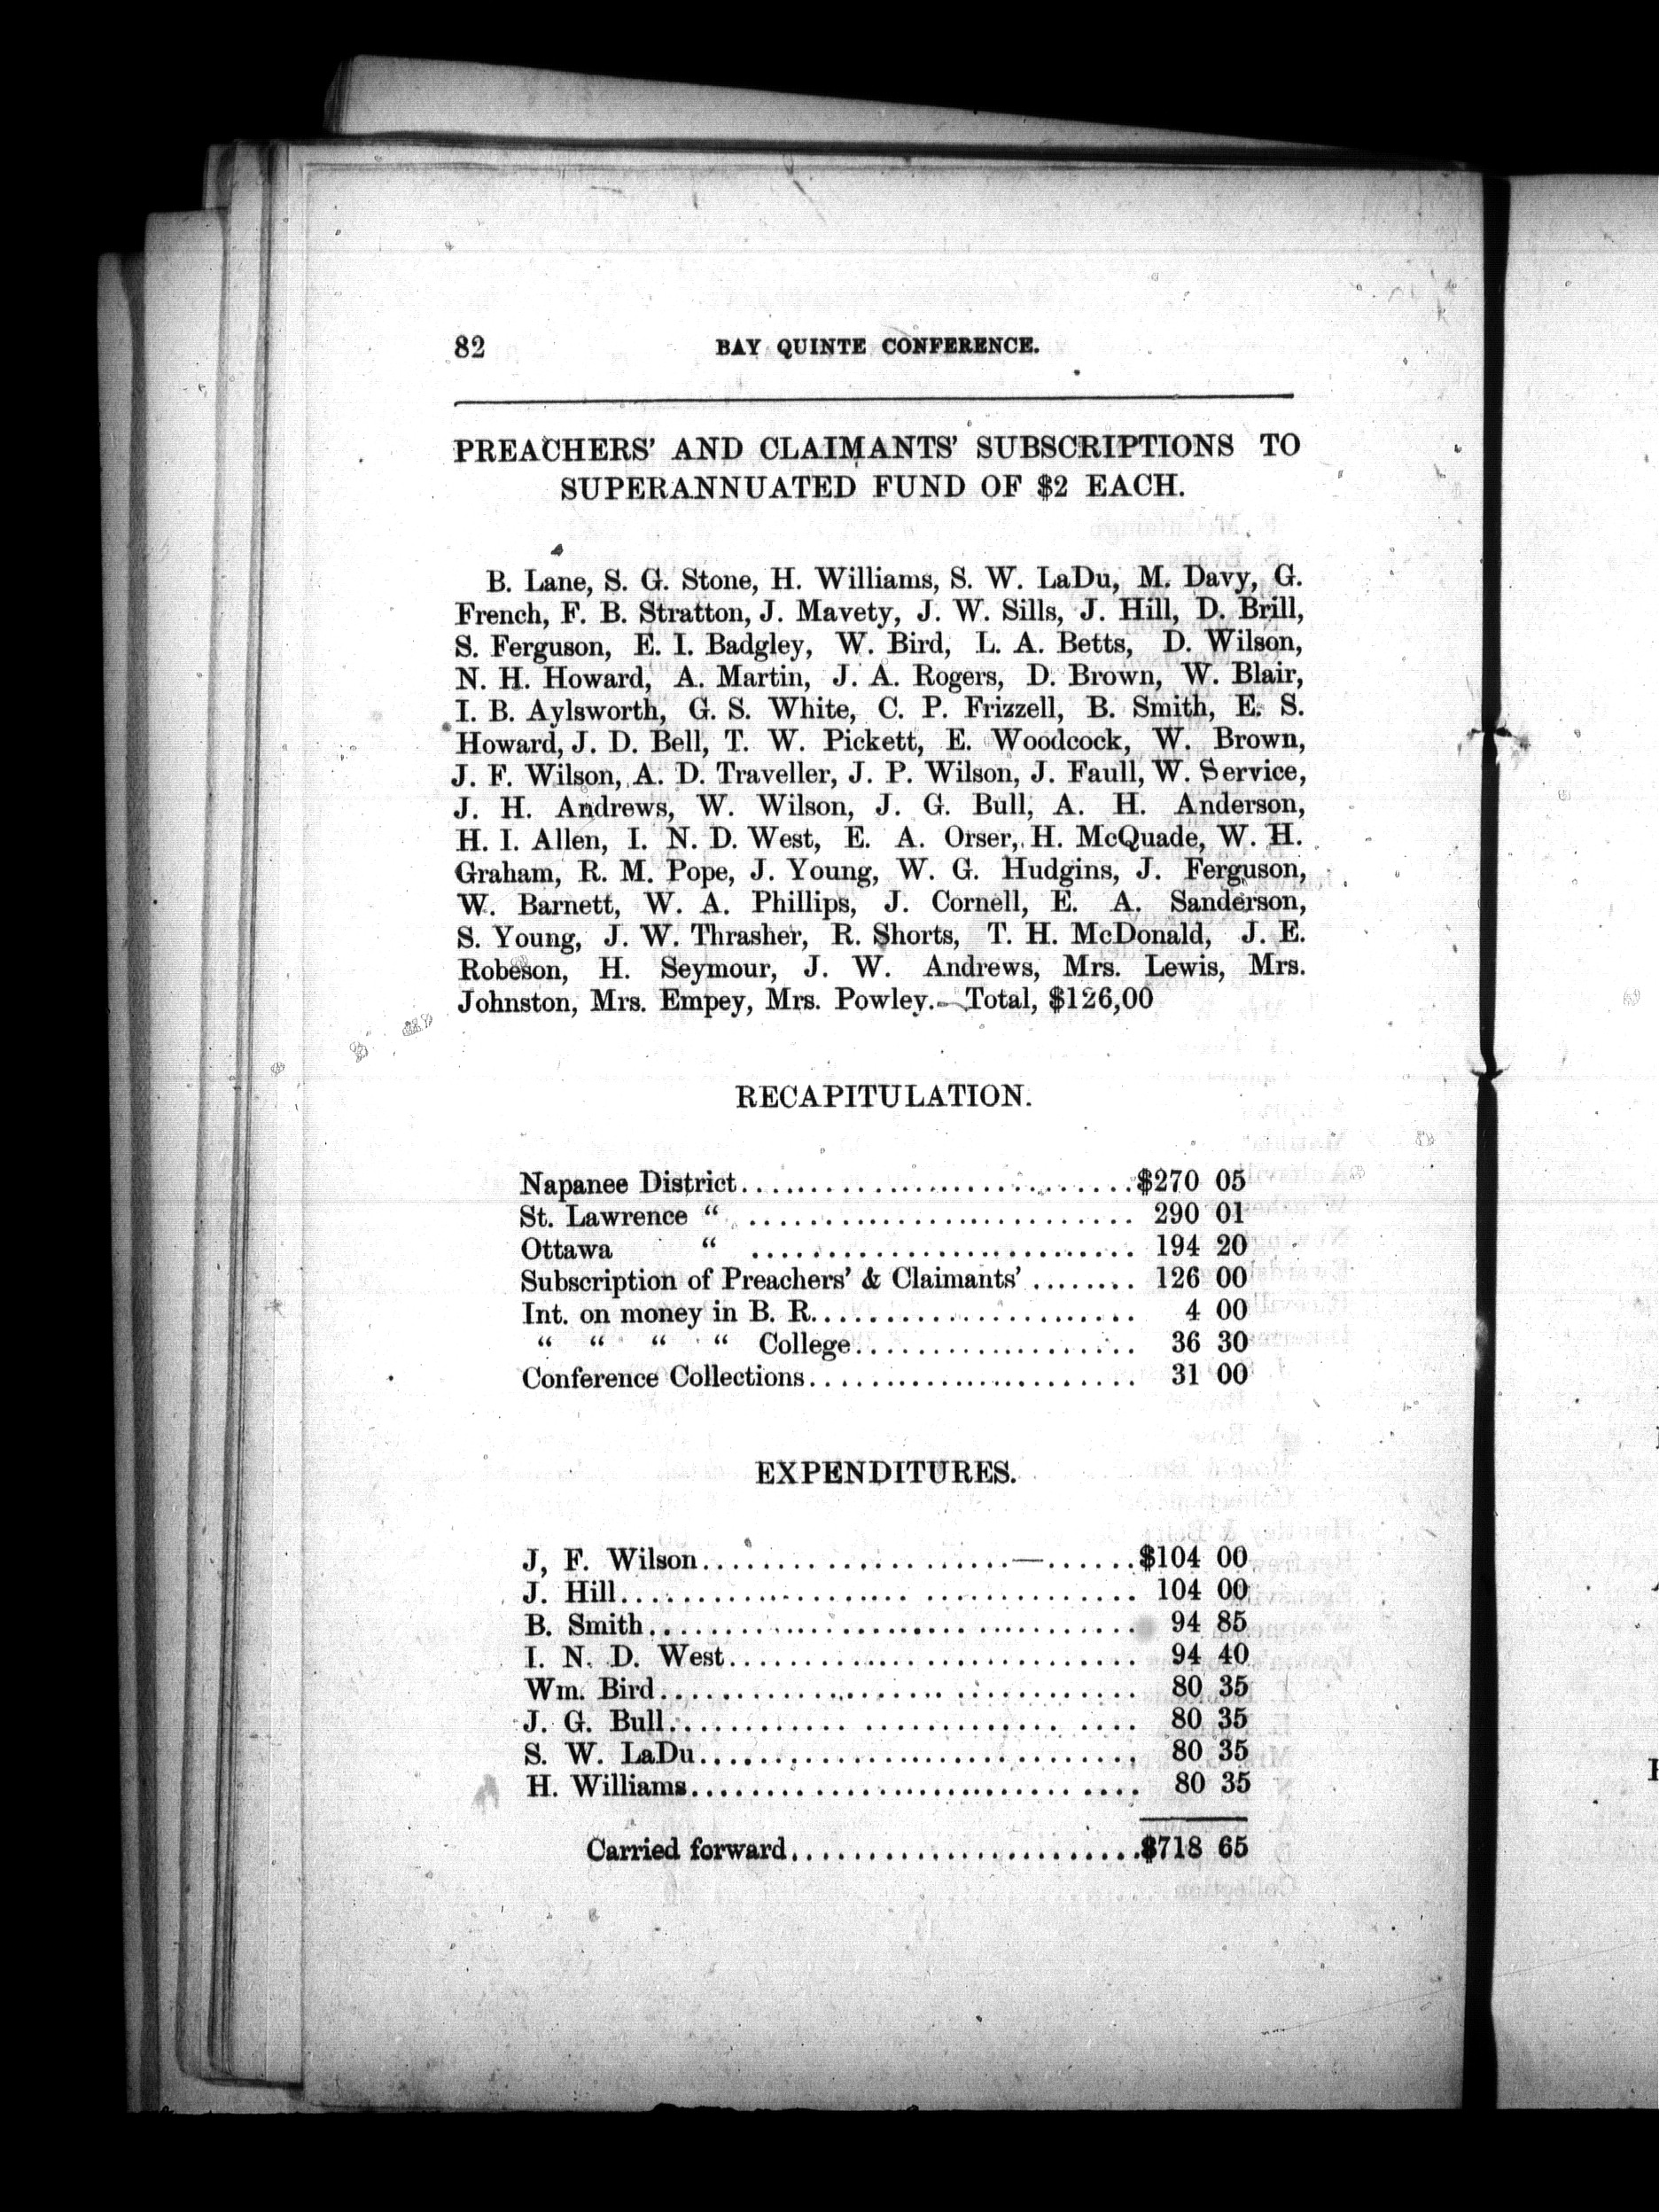 82 BAY QUINTE CONFERENCE.
PREACHERS' AND CLAIMANTS' SUBSCRIPTIONS TO
SUPERANNUATED FUND OF $2 EACH.
B. Lane, S. G. Stone, H. Williams, S. W. LaDu, M. Davy, G.
French, F. B. Stratton, J. Mavety, J. W. Sills, J. Hill, D. Brill,
S. Ferguson, E. I. Badgley, W. Bird, L. A. Betts, D. Wilson,
N. H. Howard, A. Martin, J. A. Rogers, D. Brown, W. Blair,
I. B. Aylsworth, G. S. White, C. P. Frizzell, B. Smith, E. S.
Howard, J. D. Bell, T. W. Pickett, E. Woodcock, W. Brown,
J. F. Wilson, A. D. Traveller, J. P. Wilson, J. Faull, W. Service,
J. H. Andrews, W. Wilson, J. G. Bull, A. H. Anderson,
H. I. Allen, I. N. D. West, E. A. Orser, H. McQuade, W. H.
Graham, R. M. Pope, J. Young, W. G. Hudgins, J. Ferguson,
W. Barnett, W. A. Phillips, J. Cornell, E. A. Sanderson,
S. Young, J. W. Thrasher, R. Shorts, T. H. McDonald, J. E.
Robeson, H. Seymour, J. W. Andrews, Mrs. Lewis, Mrs.
Johnston, Mrs. Empey, Mrs. Powley.—Total, $126,00
RECAPITULATION.
Napanee District..............................$270 05
St. Lawrence “ .......................... 290 01
Ottawa “ .......................... 194 20
Subscription of Preachers' & Claimants' ........ 126 00
Int. on money in B. R....................... 4 00
“ “ “ “ College.................... 36 30
Conference Collections........................ 31 00
EXPENDITURES.
J, F. Wilson......................—......$104 00
J. Hill.................................... 104 00
B. Smith.................................. 94 85
I. N. D. West............................. 94 40
Wm. Bird................................. 80 35
J. G. Bull................................. 80 35
S. W. LaDu............................... 80 35
H. Williams............................... 80 35
Carried forward.........................$718 65